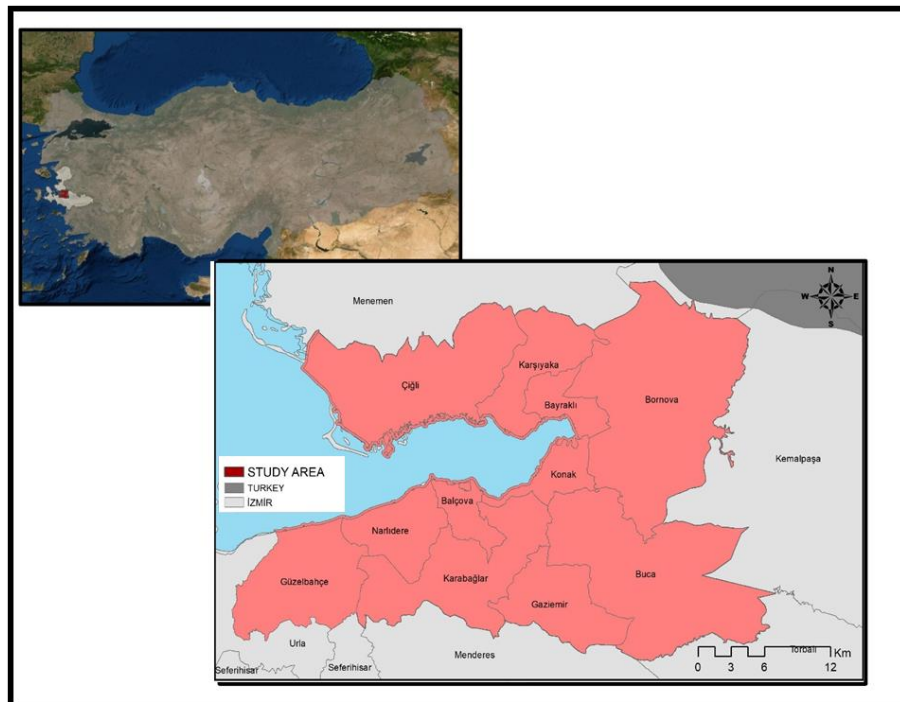 N
W E
S
Menemen
Karşıyaka
Çiğli
Bayraklı
Bornova
Kemalpaşa
Konak
STUDY AREA
TURKEY
İZMİR
Balçova
Narlıdere
Güzelbahçe
Karabağlar
Buca
Gaziemir
Urla
Menderes
Torbalı
Seferihisar
Seferihisar
Km
0 3 6 12